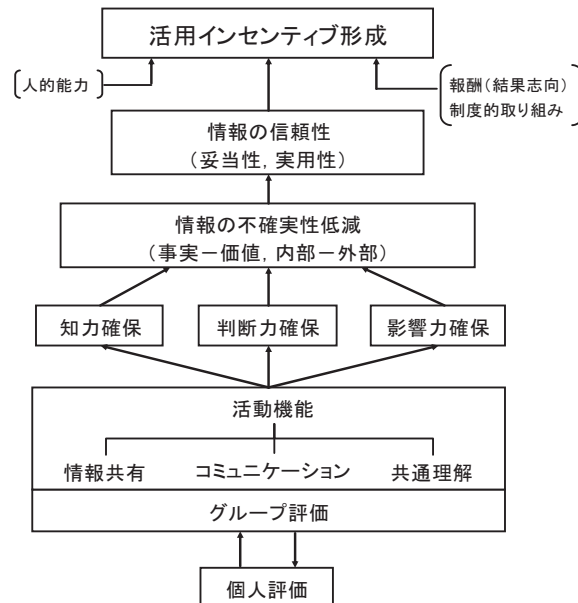 活用インセンティブ形成
人的能力
報酬(結果志向)
制度的取り組み
情報の信頼性
(妥当性, 実用性)
情報の不確実性低減
(事実ー価値, 内部ー外部)
知力確保
判断力確保
影響力確保
活動機能
情報共有
コミュニケーション
共通理解
グループ評価
個人評価